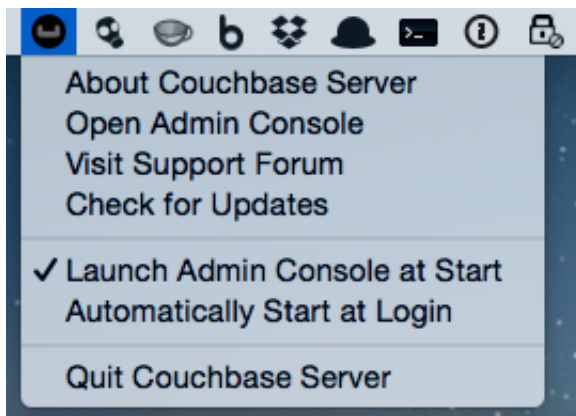 About Couchbase Server
Open Admin Console
Visit Support Forum
Check for Updates
✓ Launch Admin Console at Start
Automatically Start at Login
Quit Couchbase Server